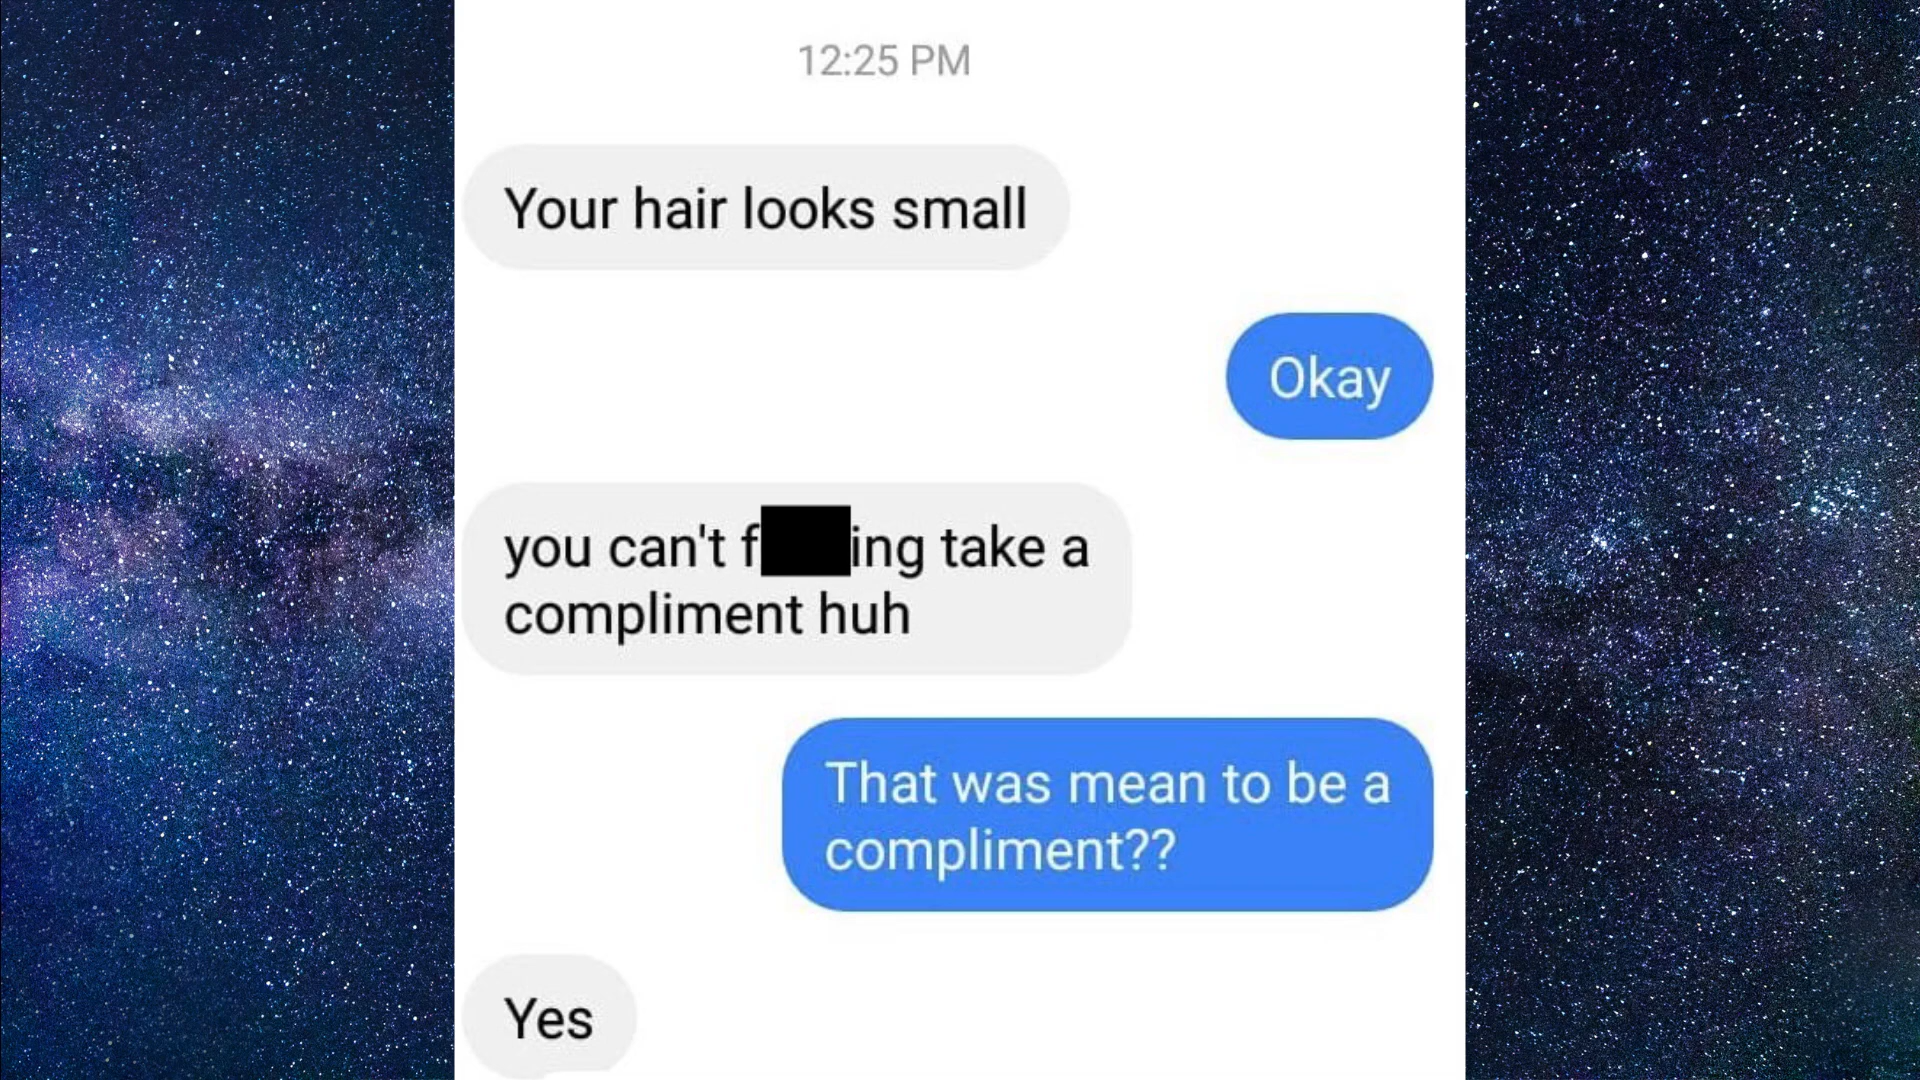 12:25 PM
Your hair looks small
Okay
you can't f ing take a
compliment huh
That was mean to be a
compliment??
Yes